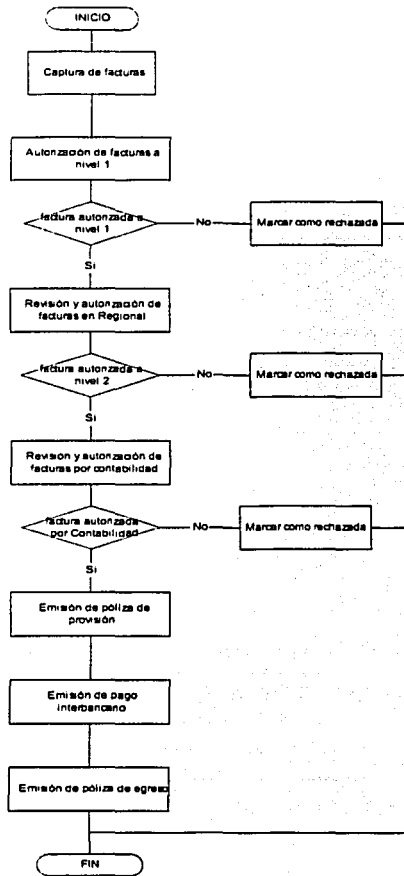 INICIO
Captura de facturas
Autorización de facturas a
nivel 1
factura autorizada a
nivel 1
No
Marcar como rechazada
Si
Revisión y autorización de
facturas en Regional
factura autorizada a
nivel 2
No
Marcar como rechazada
Si
Revisión y autorización de
facturas por contabilidad
factura autorizada
por Contabilidad
No
Marcar como rechazada
Si
Emisión de póliza de
provisión
Emisión de pago
interbancario
Emisión de póliza de egreso
FIN